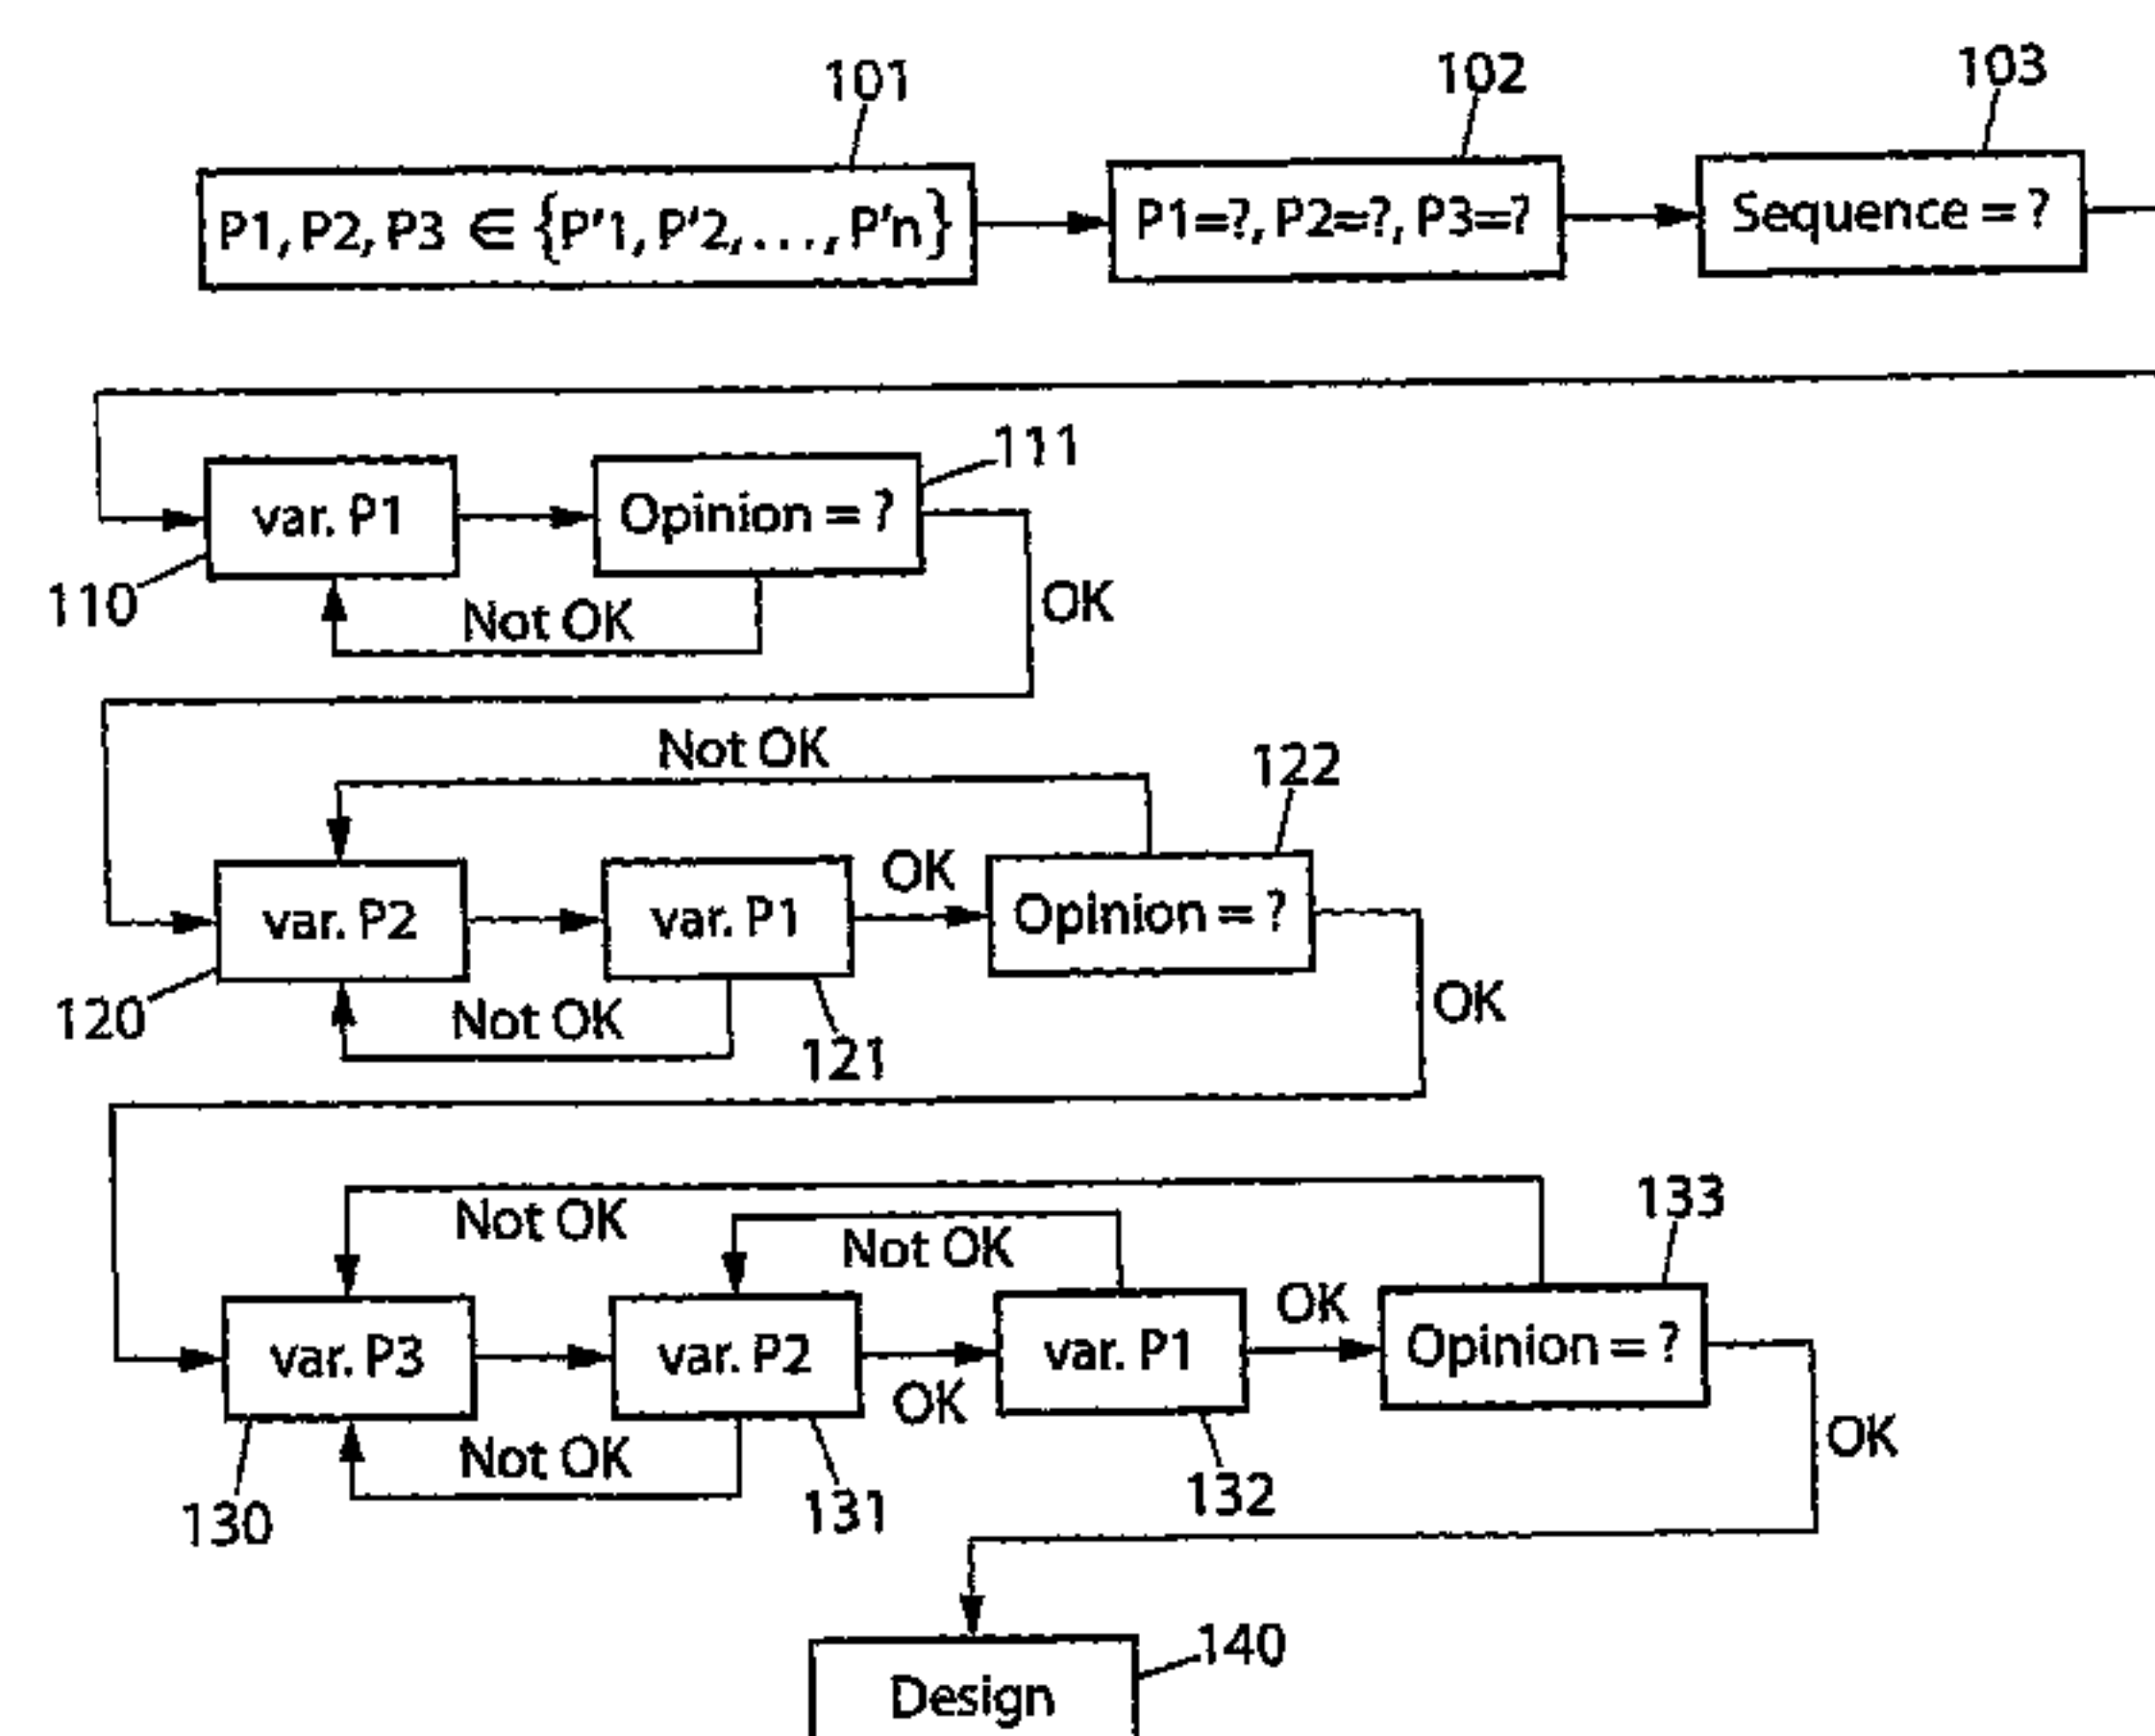 101
102
103
P1, P2, P3 ∈ {P'1, P'2, . . . , P'n}
P1=?, P2=?, P3=?
Sequence = ?
111
var. P1
Opinion = ?
110
Not OK
OK
Not OK
122
var. P2
var. P1
OK
Opinion = ?
120
Not OK
121
OK
Not OK
Not OK
133
var. P3
var. P2
OK
var. P1
OK
Opinion = ?
130
Not OK
131
132
OK
140
Design